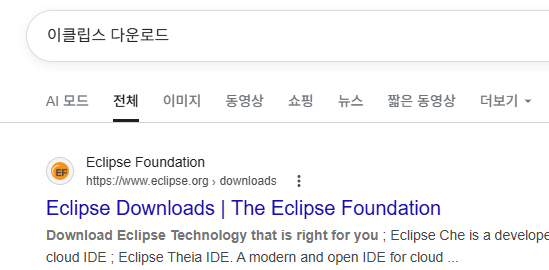 이클립스 다운로드
AI 모드 전체 이미지 동영상 쇼핑 뉴스 짧은 동영상 더보기
Eclipse Foundation
EF
https://www.eclipse.org › downloads
Eclipse Downloads | The Eclipse Foundation
Download Eclipse Technology that is right for you ; Eclipse Che is a develope
cloud IDE ; Eclipse Theia IDE. A modern and open IDE for cloud ...